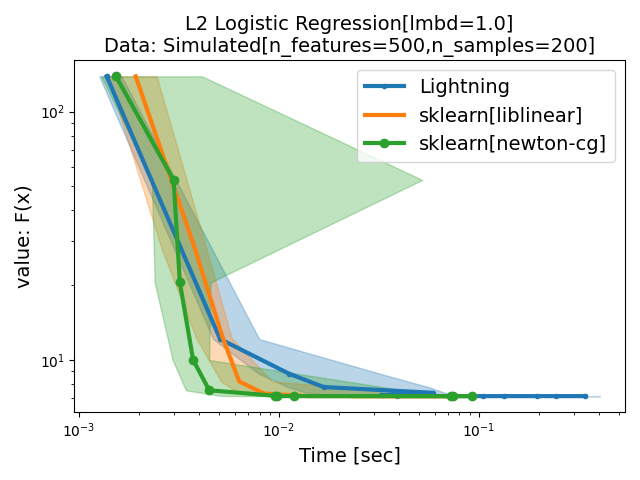 L2 Logistic Regression[lmbd=1.0]
Data: Simulated[n_features=500,n_samples=200]
Lightning
sklearn[liblinear]
sklearn[newton-cg]
value: F(x)
10²
10¹
10⁻³
10⁻²
10⁻¹
Time [sec]